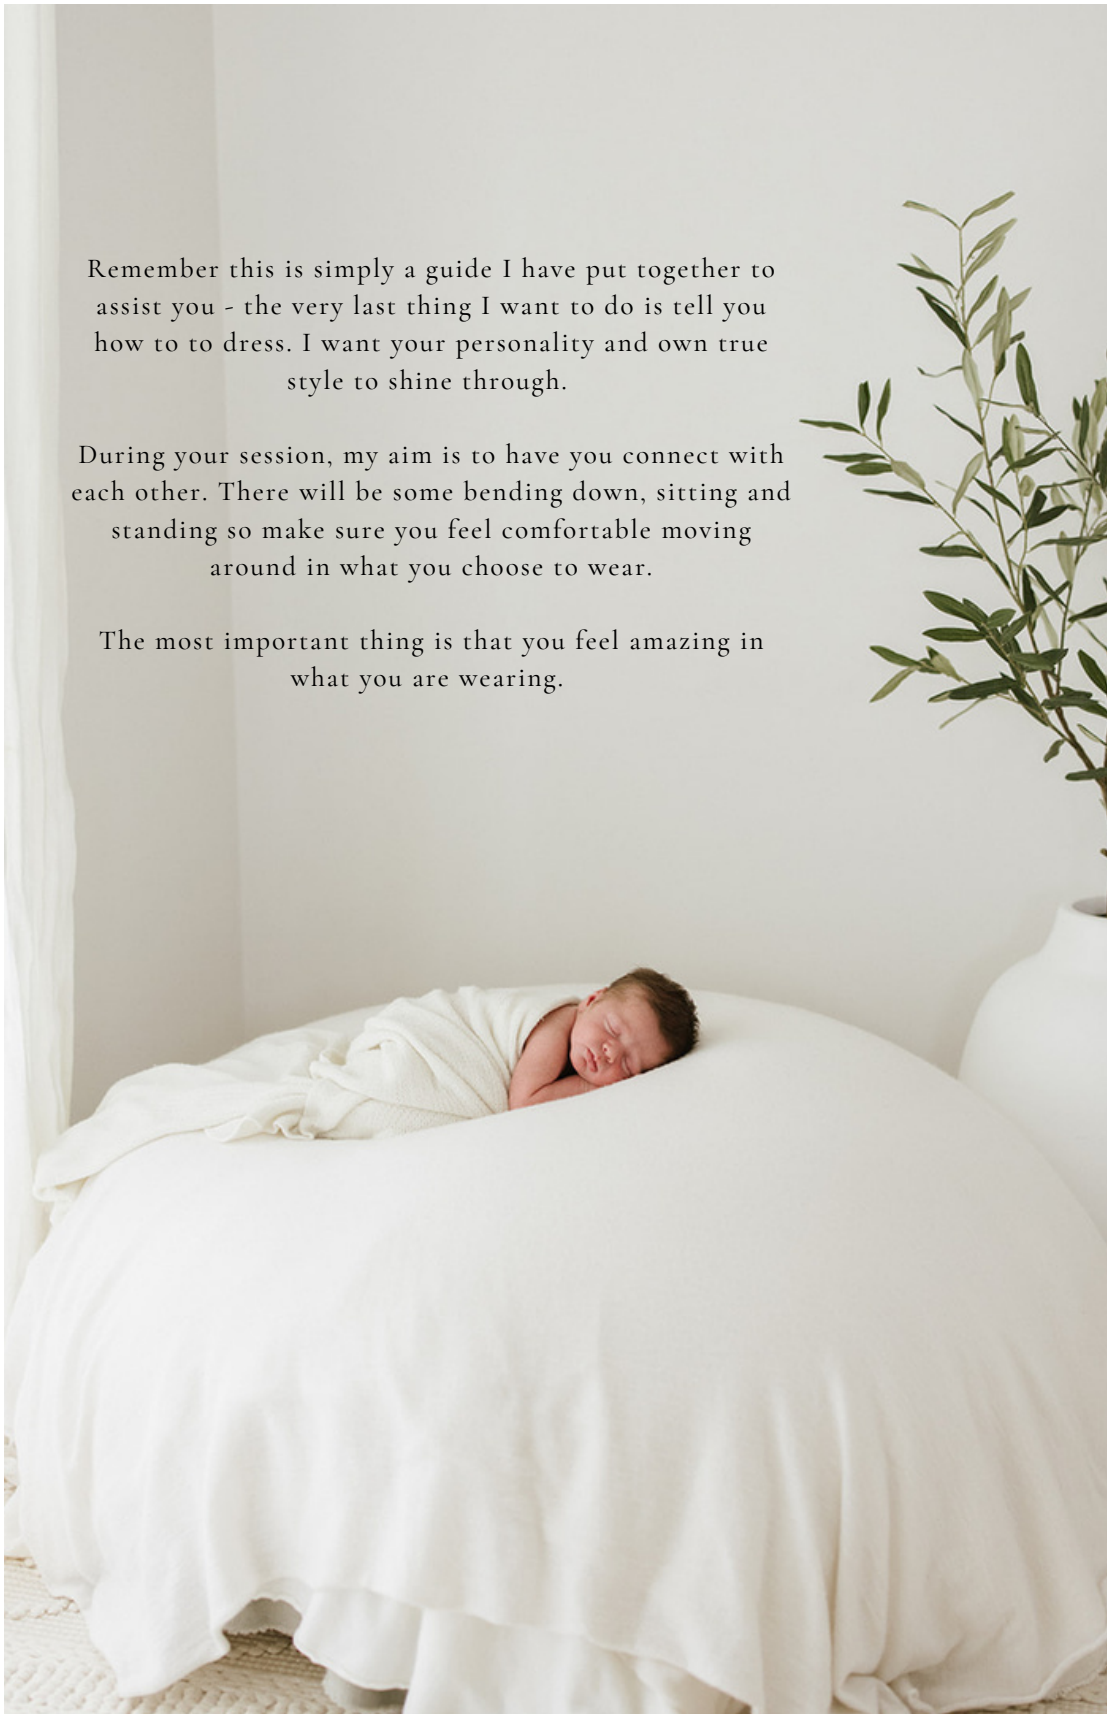 Remember this is simply a guide I have put together to
assist you - the very last thing I want to do is tell you
how to to dress. I want your personality and own true
style to shine through.
During your session, my aim is to have you connect with
each other. There will be some bending down, sitting and
standing so make sure you feel comfortable moving
around in what you choose to wear.
The most important thing is that you feel amazing in
what you are wearing.